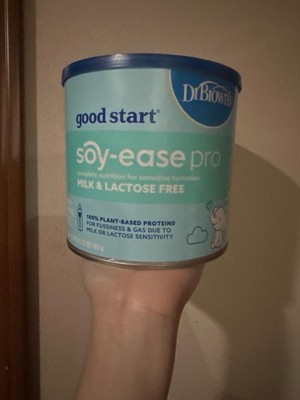 Dr Brown's
good start®
soy-ease pro
complete nutrition for sensitive tummies
MILK & LACTOSE FREE
100% PLANT-BASED PROTEINS
FOR FUSSINESS & GAS DUE TO
MILK OR LACTOSE SENSITIVITY